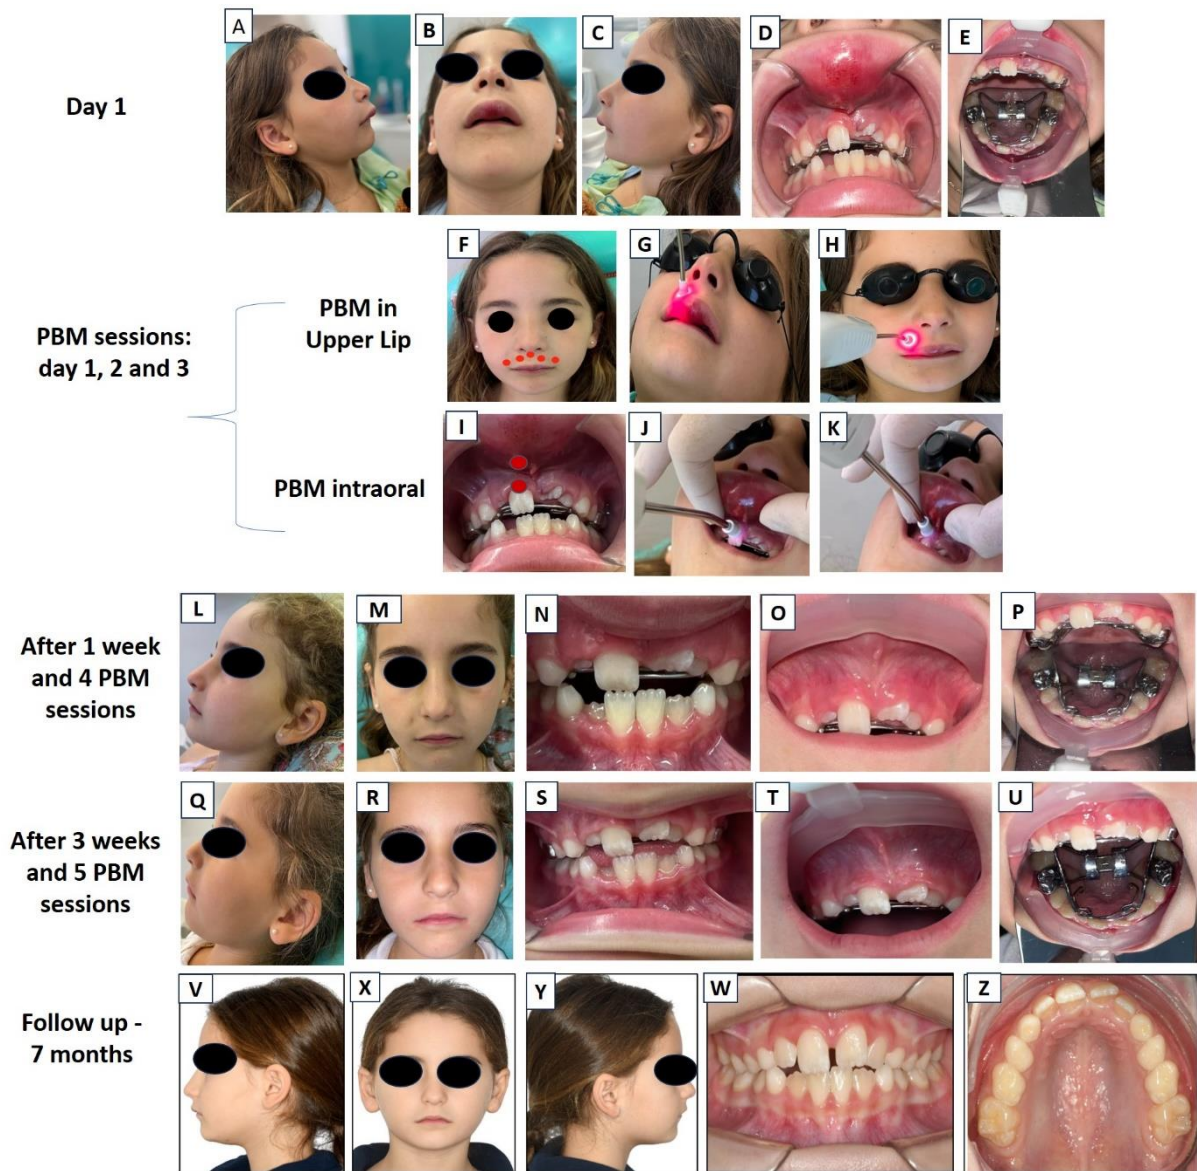 A
B
C
D
E
Day 1
F
G
H
PBM in
Upper Lip
PBM sessions:
day 1, 2 and 3
I
J
K
PBM intraoral
L
M
N
O
P
After 1 week
and 4 PBM
sessions
Q
R
S
T
U
After 3 weeks
and 5 PBM
sessions
V
X
Y
W
Z
Follow up -
7 months